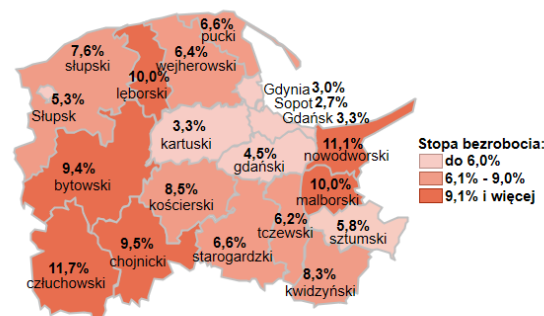 6,6%
pucki
7,6%
słupski
6,4%
wejherowski
10,0%
lęborski
Gdynia 3,0%
Sopot 2,7%
Gdańsk 3,3%
5,3%
Słupsk
3,3%
kartuski
11,1%
nowodworski
4,5%
gdański
9,4%
bytowski
8,5%
kościerski
10,0%
malborski
6,2%
tczewski
5,8%
sztumski
9,5%
chojnicki
6,6%
starogardzki
11,7%
człuchowski
8,3%
kwidzyński
Stopa bezrobocia:
do 6,0%
6,1% - 9,0%
9,1% i więcej